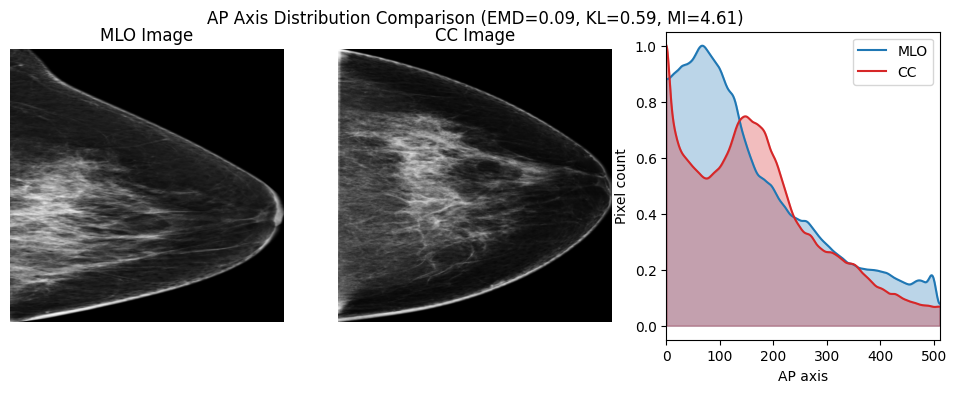 AP Axis Distribution Comparison (EMD=0.09, KL=0.59, MI=4.61)
MLO Image
CC Image
MLO
CC
1.0
0.8
0.6
0.4
0.2
0.0
Pixel count
0 100 200 300 400 500
AP axis